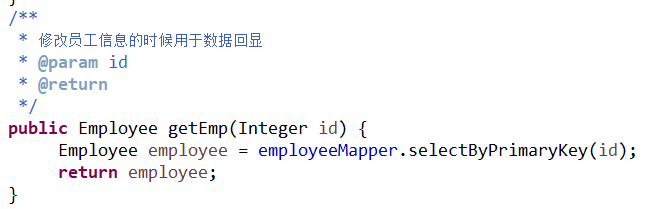 }
/**
 * 修改员工信息的时候用于数据回显
 * @param id
 * @return
 */
public Employee getEmp(Integer id) {
    Employee employee = employeeMapper.selectByPrimaryKey(id);
    return employee;
}